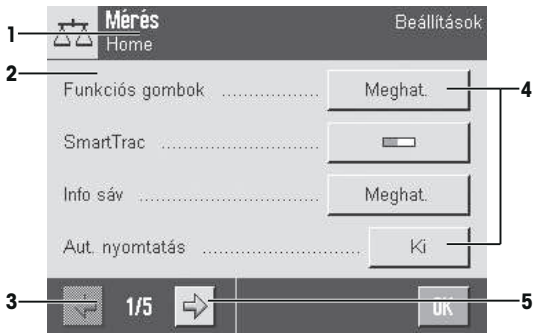 Mérés
Home
Beállítások
1
2
Funkciós gombok ................. Meghat.
4
SmartTrac ...........................
Info sáv .............................. Meghat.
Aut. nyomtatás ........................... Ki
3
1/5
5
OK